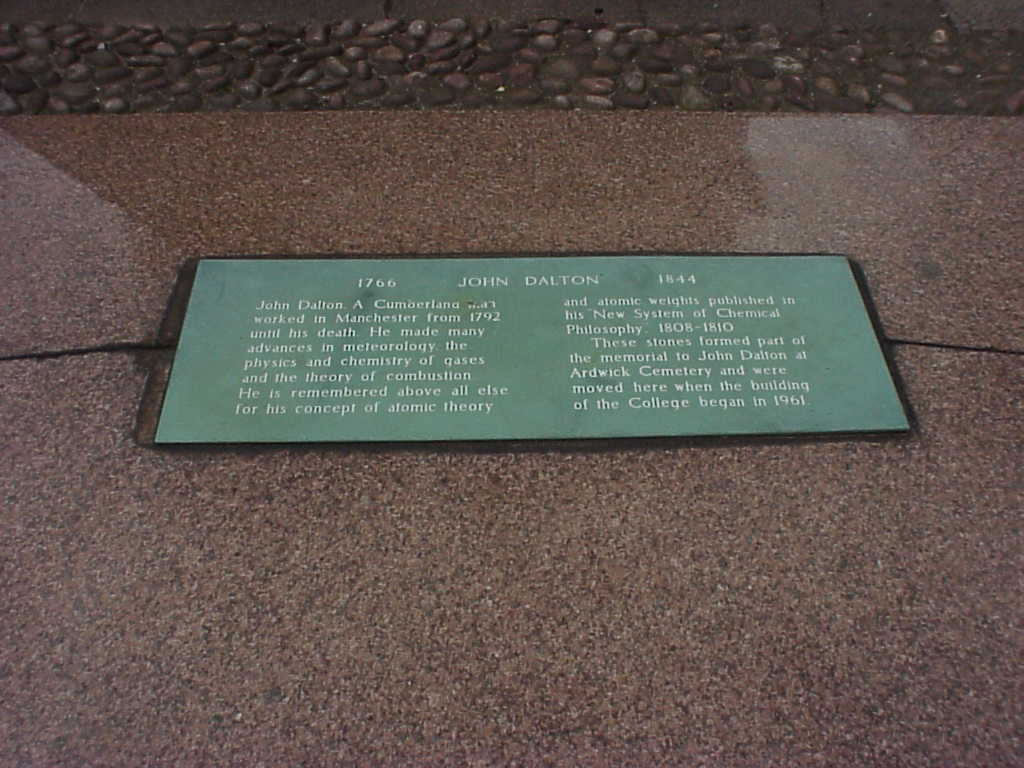 1766 JOHN DALTON 1844
John Dalton. A Cumberland man
worked in Manchester from 1792
until his death. He made many
advances in meteorology, the
physics and chemistry of gases
and the theory of combustion
He is remembered above all else
for his concept of atomic theory
and atomic weights published in
his "New System of Chemical
Philosophy. 1808-1810
These stones formed part of
the memorial to John Dalton at
Ardwick Cemetery and were
moved here when the building
of the College began in 1961.